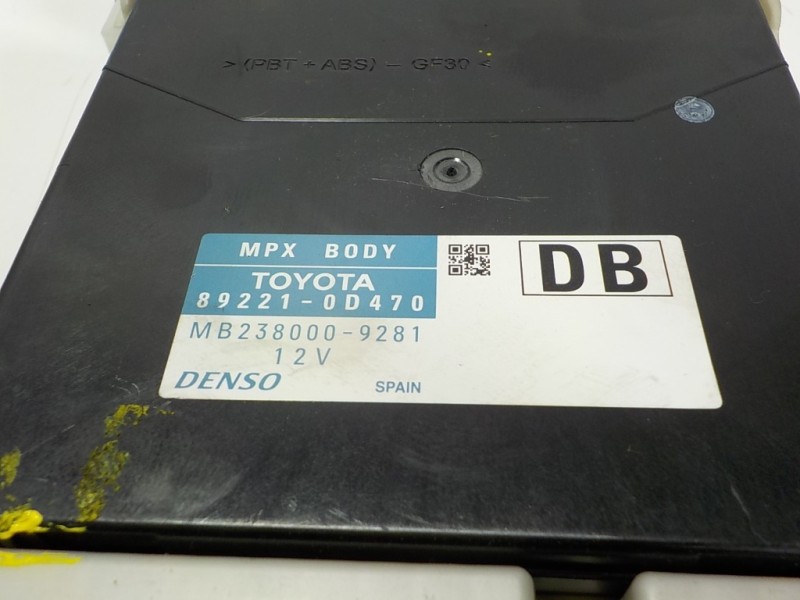 > (PBT + ABS) - GF30 <
MPX BODY
DB
TOYOTA
89221-0D470
MB238000-9281
12V
DENSO
SPAIN